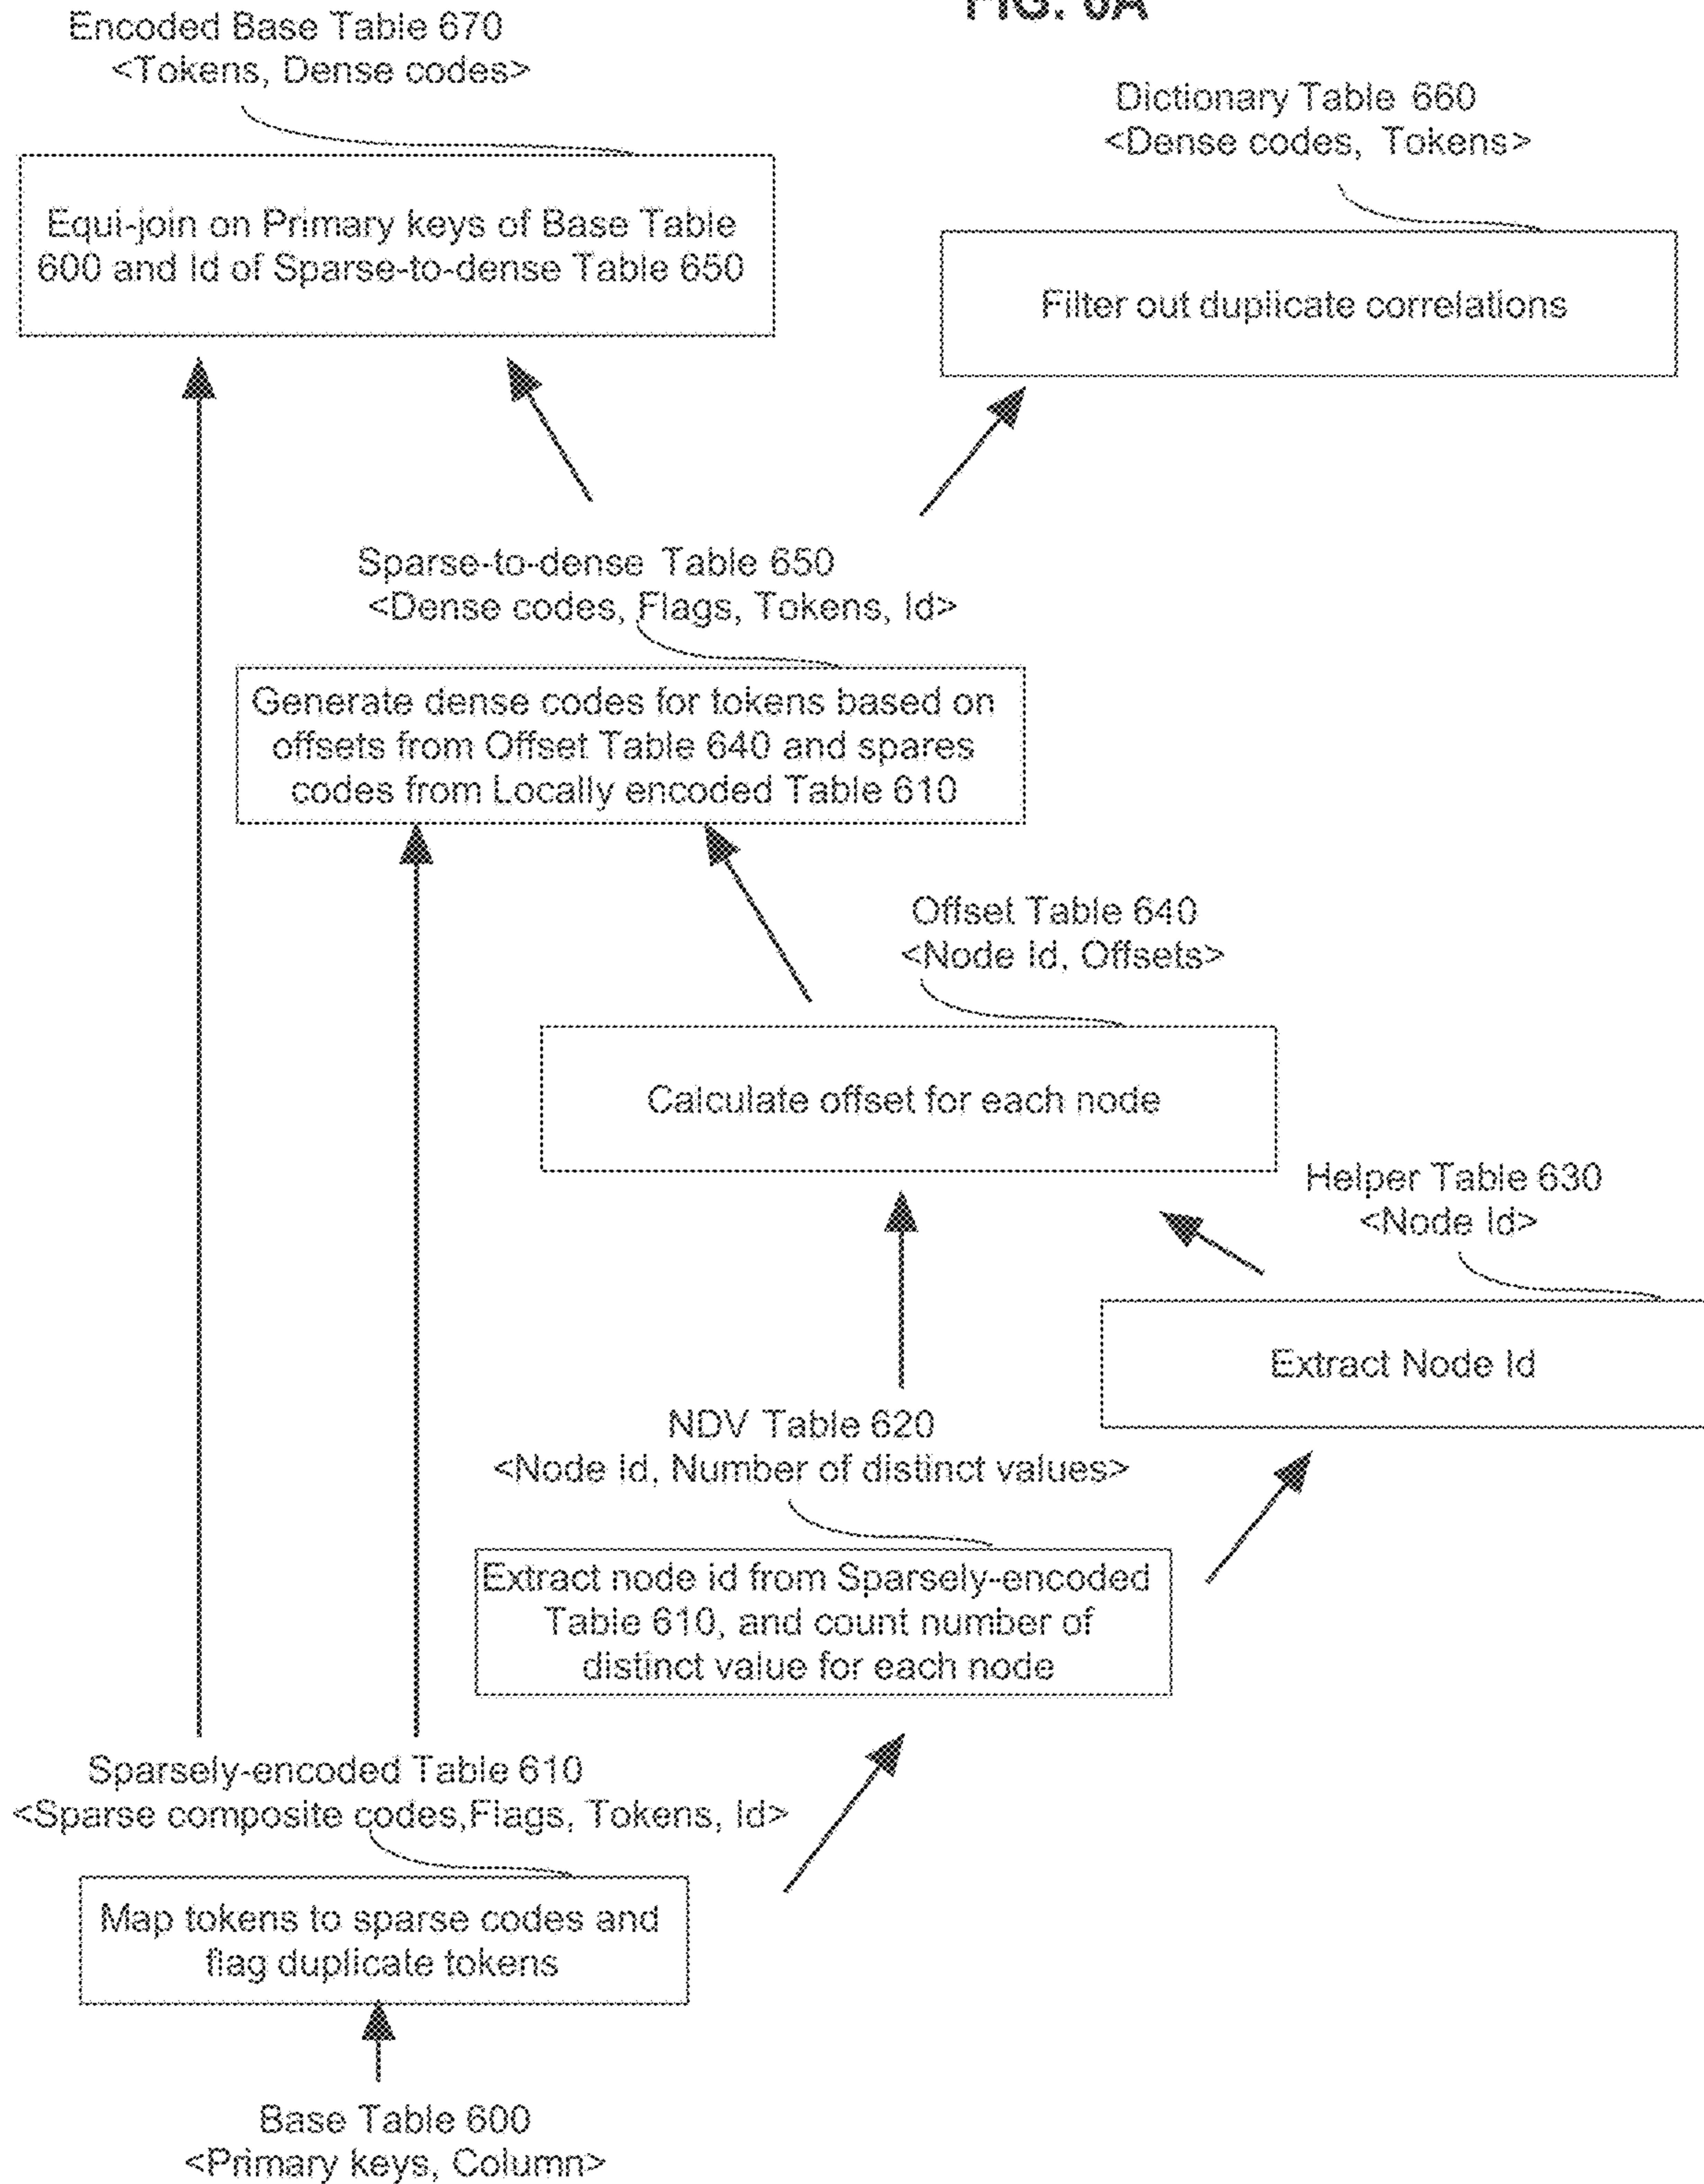 FIG. 6A
Encoded Base Table 670
<Tokens, Dense codes>
Dictionary Table 660
<Dense codes, Tokens>
Equi-join on Primary keys of Base Table
600 and Id of Sparse-to-dense Table 650
Filter out duplicate correlations
Sparse-to-dense Table 650
<Dense codes, Flags, Tokens, Id>
Generate dense codes for tokens based on
offsets from Offset Table 640 and spares
codes from Locally encoded Table 610
Offset Table 640
<Node Id, Offsets>
Calculate offset for each node
Helper Table 630
<Node Id>
Extract Node Id
NDV Table 620
<Node Id, Number of distinct values>
Extract node id from Sparsely-encoded
Table 610, and count number of
distinct value for each node
Sparsely-encoded Table 610
<Sparse composite codes,Flags, Tokens, Id>
Map tokens to sparse codes and
flag duplicate tokens
Base Table 600
<Primary keys, Column>